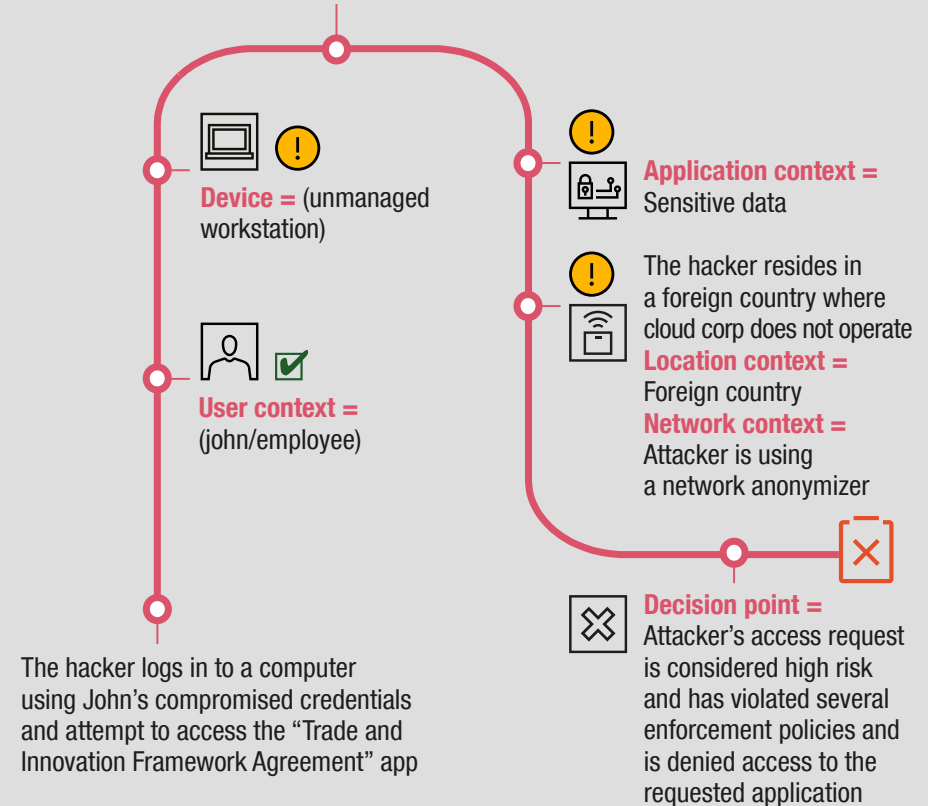 Device = (unmanaged
workstation)
User context =
(john/employee)
The hacker logs in to a computer
using John's compromised credentials
and attempt to access the “Trade and
Innovation Framework Agreement” app
Application context =
Sensitive data
The hacker resides in
a foreign country where
cloud corp does not operate
Location context =
Foreign country
Network context =
Attacker is using
a network anonymizer
Decision point =
Attacker's access request
is considered high risk
and has violated several
enforcement policies and
is denied access to the
requested application